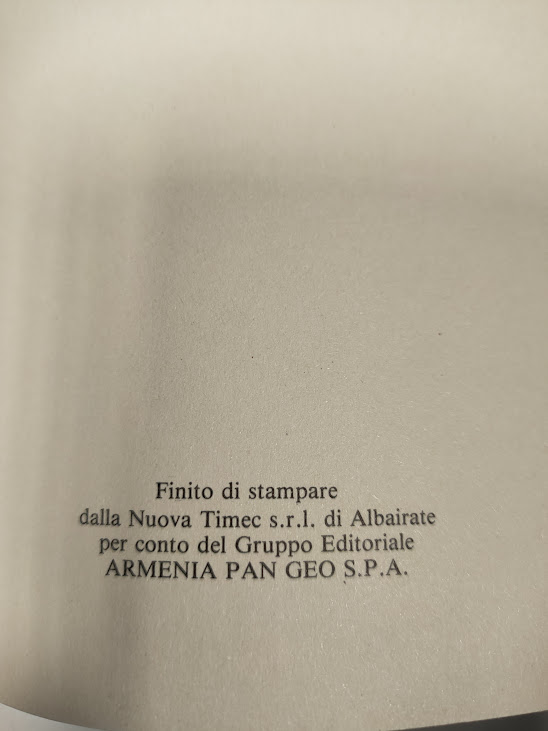 Finito di stampare
dalla Nuova Timec s.r.l. di Albairate
per conto del Gruppo Editoriale
ARMENIA PAN GEO S.P.A.